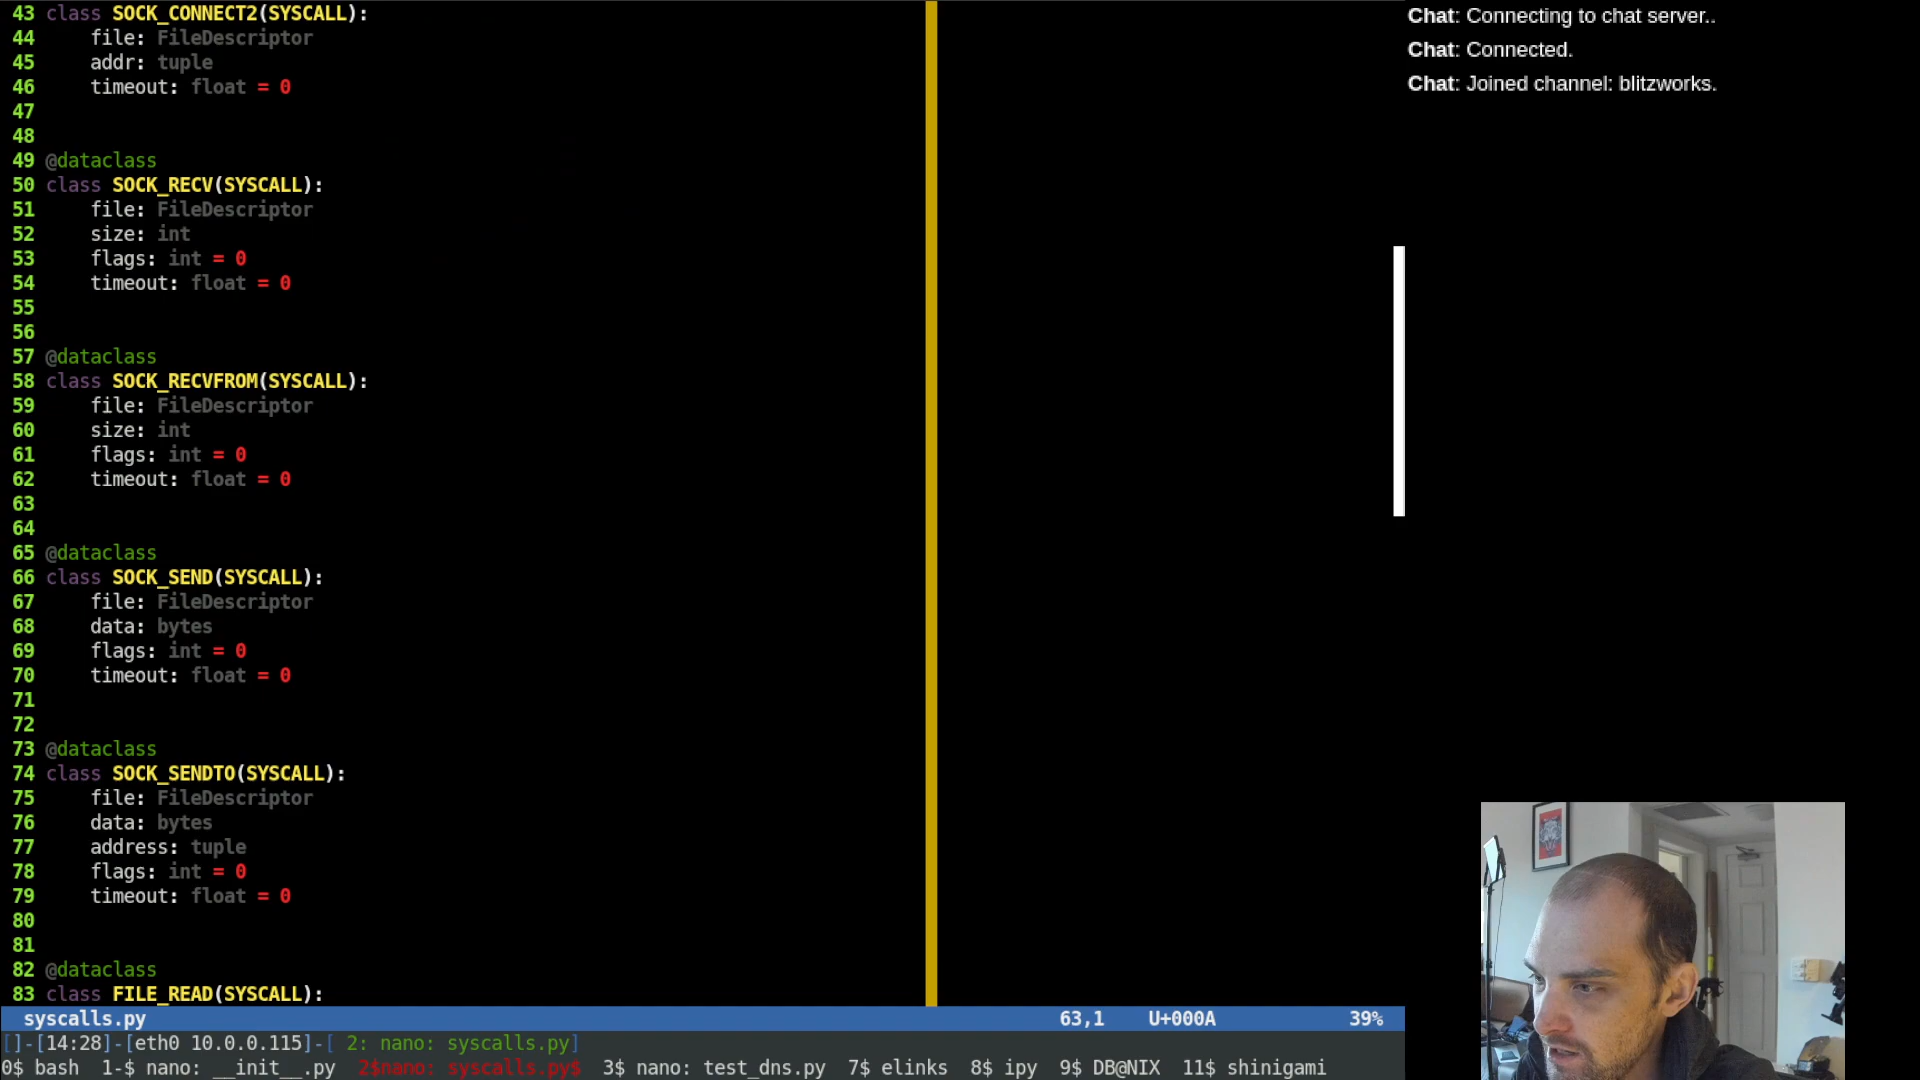 43 class SOCK_CONNECT2(SYSCALL):
44     file: FileDescriptor
45     addr: tuple
46     timeout: float = 0
47
48
49 @dataclass
50 class SOCK_RECV(SYSCALL):
51     file: FileDescriptor
52     size: int
53     flags: int = 0
54     timeout: float = 0
55
56
57 @dataclass
58 class SOCK_RECVFROM(SYSCALL):
59     file: FileDescriptor
60     size: int
61     flags: int = 0
62     timeout: float = 0
63
64
65 @dataclass
66 class SOCK_SEND(SYSCALL):
67     file: FileDescriptor
68     data: bytes
69     flags: int = 0
70     timeout: float = 0
71
72
73 @dataclass
74 class SOCK_SENDTO(SYSCALL):
75     file: FileDescriptor
76     data: bytes
77     address: tuple
78     flags: int = 0
79     timeout: float = 0
80
81
82 @dataclass
83 class FILE_READ(SYSCALL):
syscalls.py 63,1 U+000A 39%
[]-[14:28]-[eth0 10.0.0.115]-[ 2: nano: syscalls.py]
0$ bash 1-$ nano: __init__.py 2$nano: syscalls.py$ 3$ nano: test_dns.py 7$ elinks 8$ ipy 9$ DB@NIX 11$ shinigami
Chat: Connecting to chat server..
Chat: Connected.
Chat: Joined channel: blitzworks.